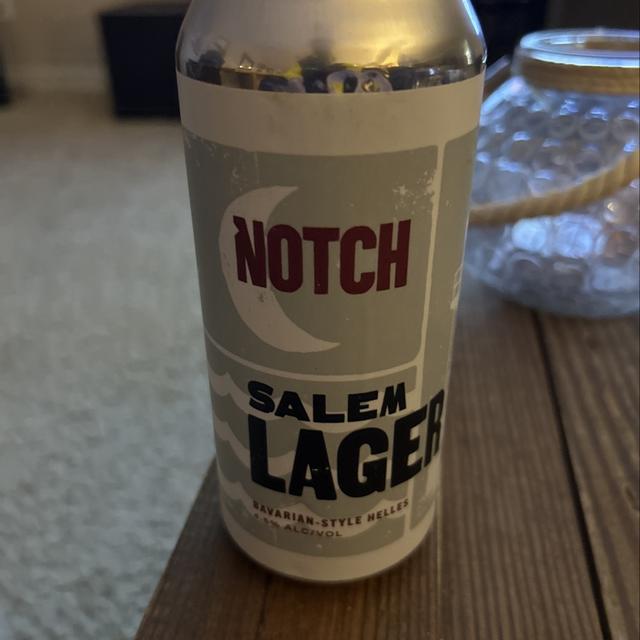 NOTCH
SALEM
LAGER
BAVARIAN-STYLE HELLES
ALC/VOL